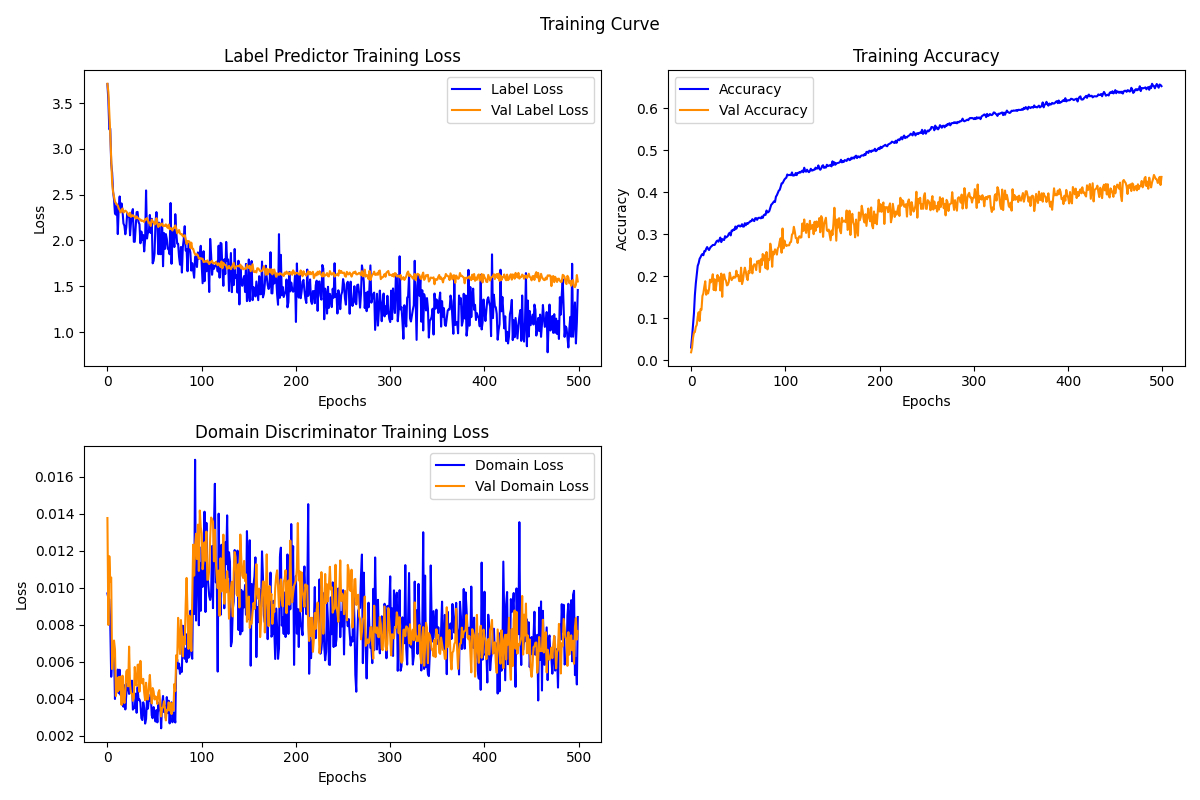 Training Curve
Label Predictor Training Loss
Loss
3.5
3.0
2.5
2.0
1.5
1.0
Label Loss
Val Label Loss
0 100 200 300 400 500
Epochs
Training Accuracy
Accuracy
0.6
0.5
0.4
0.3
0.2
0.1
0.0
Accuracy
Val Accuracy
0 100 200 300 400 500
Epochs
Domain Discriminator Training Loss
Loss
0.016
0.014
0.012
0.010
0.008
0.006
0.004
0.002
Domain Loss
Val Domain Loss
0 100 200 300 400 500
Epochs